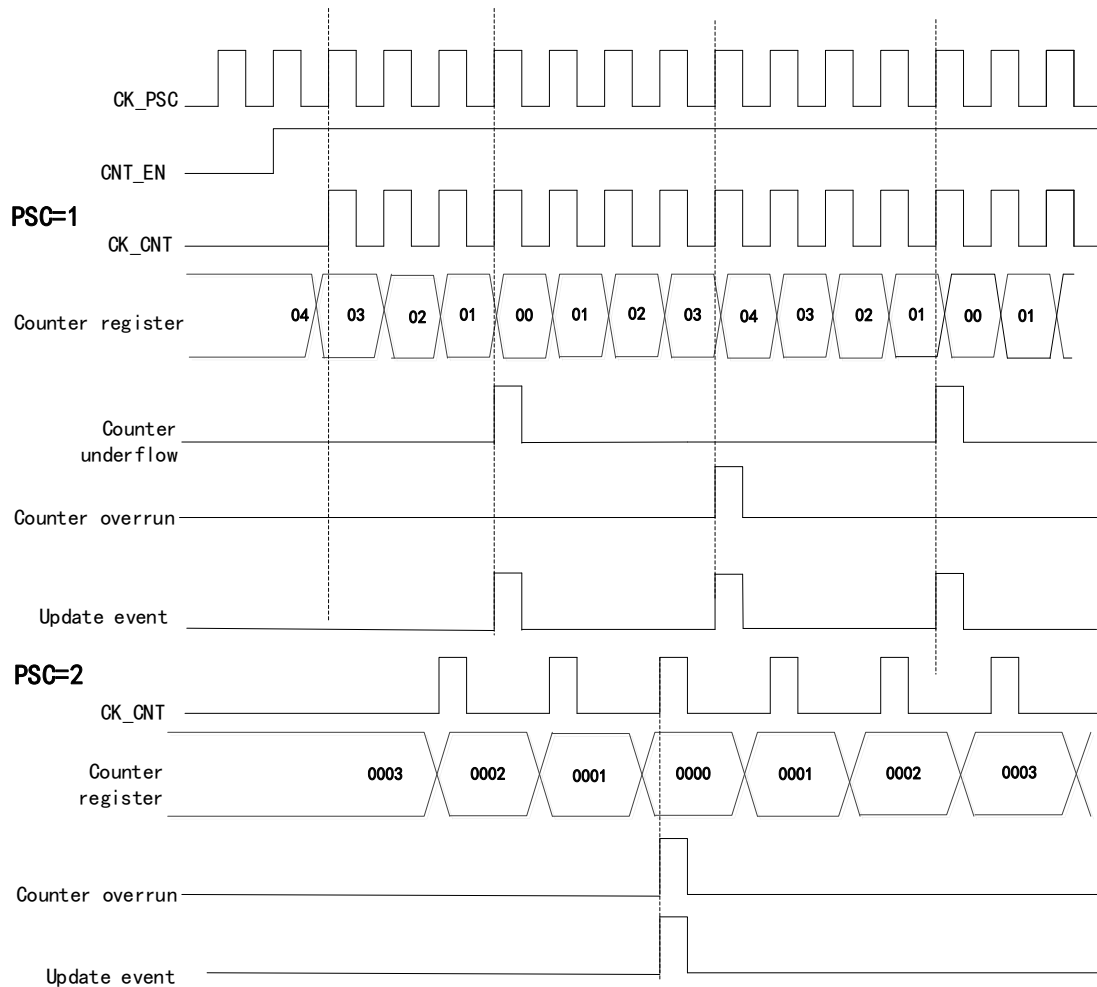 CK_PSC
CNT_EN
PSC=1
CK_CNT
Counter register
04 03 02 01 00 01 02 03 04 03 02 01 00 01
Counter
underflow
Counter overrun
Update event
PSC=2
CK_CNT
Counter
register
0003 0002 0001 0000 0001 0002 0003
Counter overrun
Update event